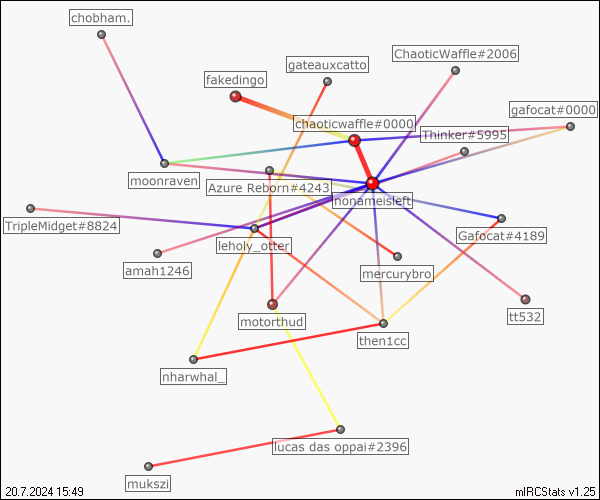 chobham.
ChaoticWaffle#2006
gateauxcatto
fakedingo
gafocat#0000
chaoticwaffle#0000
Thinker#5995
moonraven
Azure Reborn#4243
nonameisleft
TripleMidget#8824
Gafocat#4189
leholy_otter
amah1246
mercurybro
tt532
motorthud
then1cc
nharwhal_
lucas das oppai#2396
mukszi
20.7.2024 15:49
mIRCStats v1.25